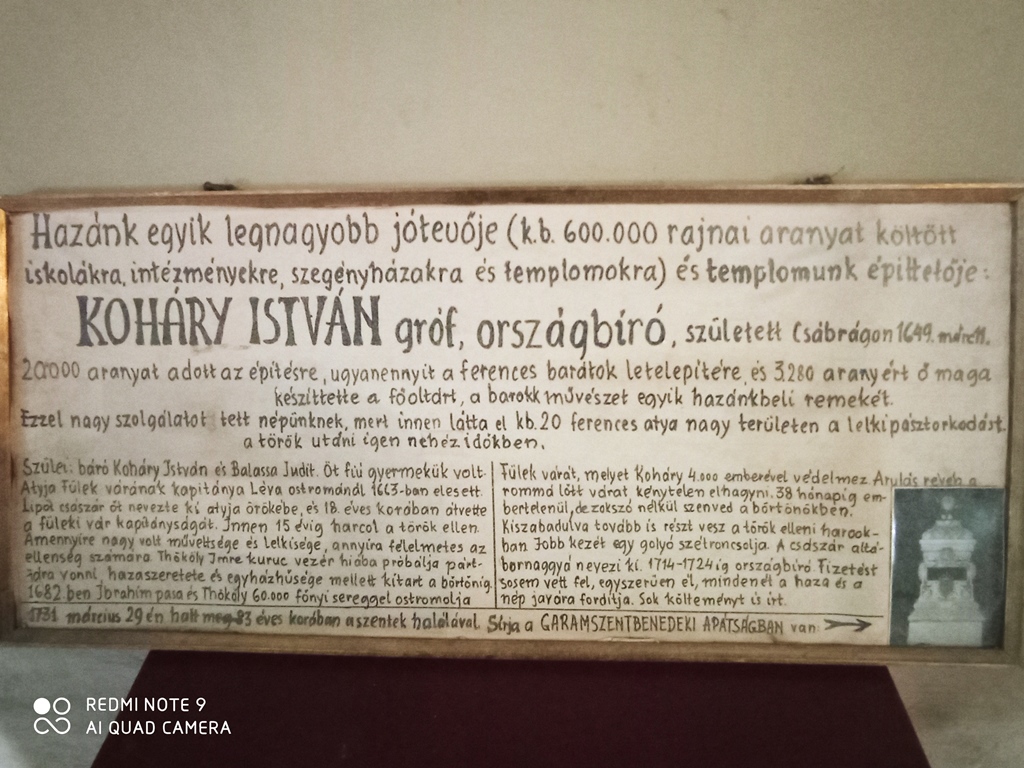 Hazánk egyik legnagyobb jótevője (k.b. 600.000 rajnai aranyat költött
iskolákra, intézményekre, szegényházakra és templomokra) és templomunk építtetője:
KOHÁRY ISTVÁN gróf, országbíró, született Csábrágon 1649. márc. 11.
20.000 aranyat adott az építésre, ugyanennyit a ferences barátok letelepítére, és 3.280 aranyért ő maga
készíttette a főoltárt, a barokk művészet egyik hazánkbeli remekét.
Ezzel nagy szolgálatot tett népünknek, mert innen látta el kb. 20 ferences atya nagy területen a lelkipásztorkodást
a török utáni igen nehéz időkben.
Szülei: báró Koháry István és Balassa Judit. Öt fiú gyermekük volt.
Atyja Fülek várának kapitánya Léva ostrománál 1663-ban elesett.
Lipót császár őt nevezte ki atyja örökébe, és 18. éves korában átvette
a füleki vár kapitányságát. Innen 15 évig harcol a török ellen.
Amennyire nagy volt műveltsége és lelkisége, annyira félelmetes az
ellenség számára Thököly Imre kuruc vezér hiába próbálja párt-
jára vonni, hazaszeretete és egyházhűsége mellett kitart a börtönig.
1682 ben Ibrahim pasa és Thököly 60.000 főnyi sereggel ostromolja
Fülek várát, melyet Koháry 4.000 emberével védelmez Árulás révén a
rommá lőtt várat kénytelen elhagyni. 38 hónapig em-
bertelenül, de zokszó nélkül szenved a börtönökben.
Kiszabadulva tovább is részt vesz a török elleni harcok-
ban Jobb kezét egy golyó szétroncsolja. A császár altá-
bornaggyá nevezi ki. 1714-1724 ig országbíró. Fizetést
sosem vett fel, egyszerűen él, mindenét a haza és a
nép javára fordítja. Sok költeményt is írt.
1731 március 29 én halt meg 83 éves korában a szentek halálával. Sírja a GARAMSZENTBENEDEKI APÁTSÁGBAN van:
REDMI NOTE 9
AI QUAD CAMERA